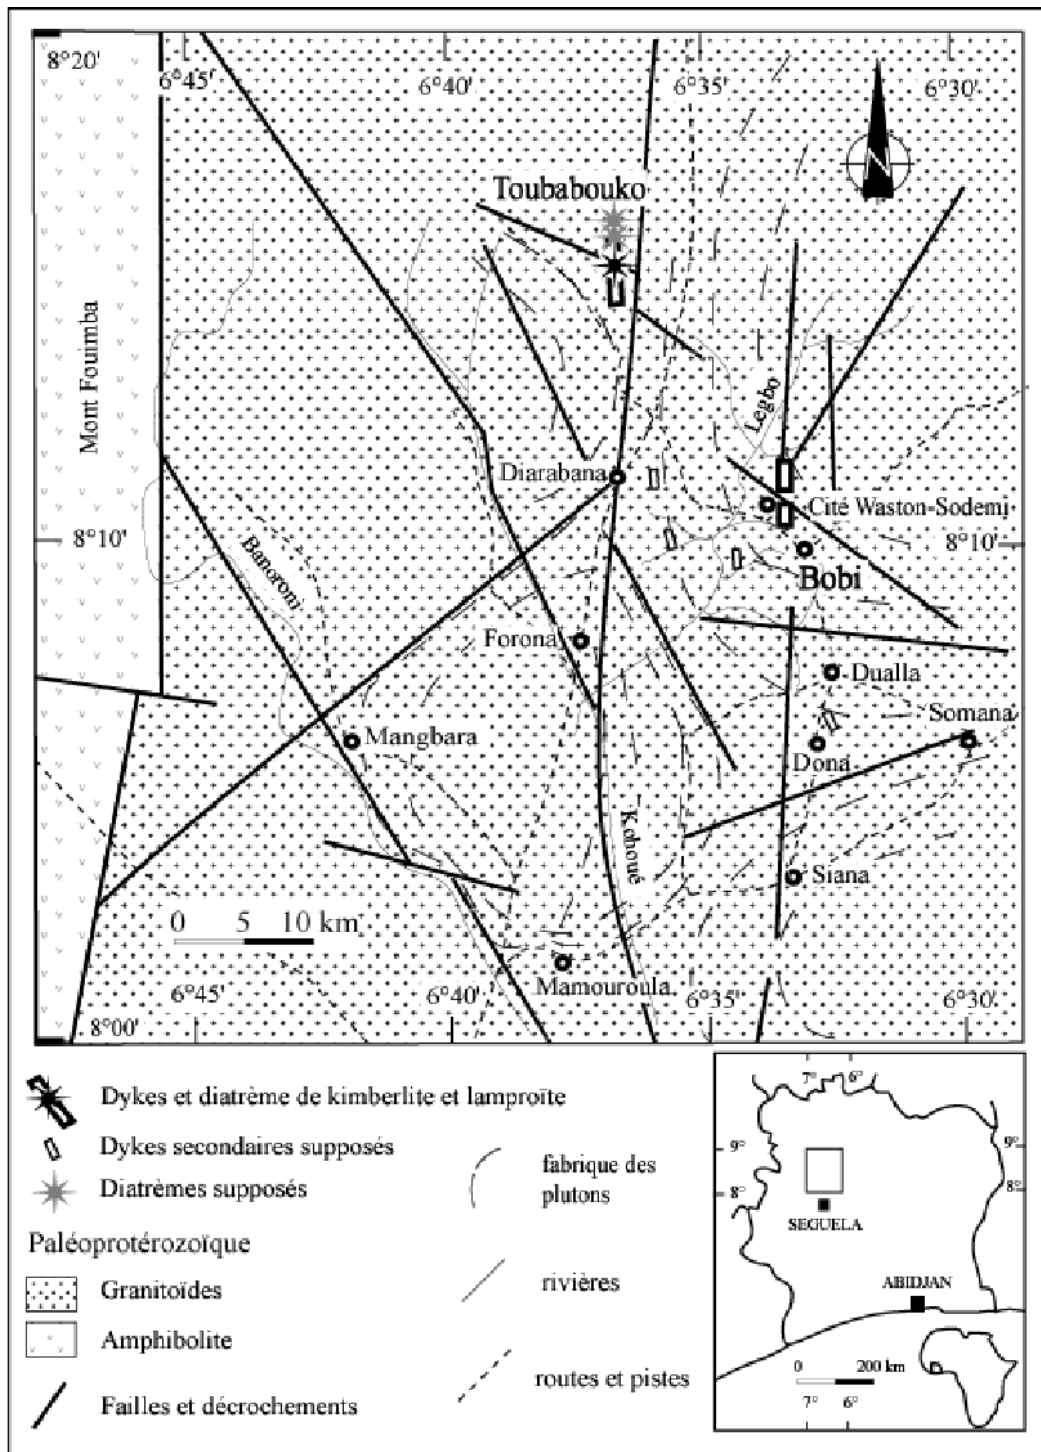 8°20'
6°45'
6°40'
6°35'
6°30'
Toubabouko
Mont Fouimba
Legbo
Diarabana
Cité Waston-Sodemi
8°10'
8°10'
Banoroni
Bobi
Forona
Dualla
Somana
Mangbara
Dona
Kohoué
Siana
0 5 10 km
Mamouroula
6°45'
6°40'
6°35'
6°30'
8°00'
Dykes et diatrème de kimberlite et lamproïte
Dykes secondaires supposés
Diatrèmes supposés
Paléoprotérozoïque
Granitoïdes
Amphibolite
Failles et décrochements
fabrique des
plutons
rivières
routes et pistes
7° 6°
9°
9°
8°
8°
SEGUELA
ABIDJAN
0 200 km
7° 6°